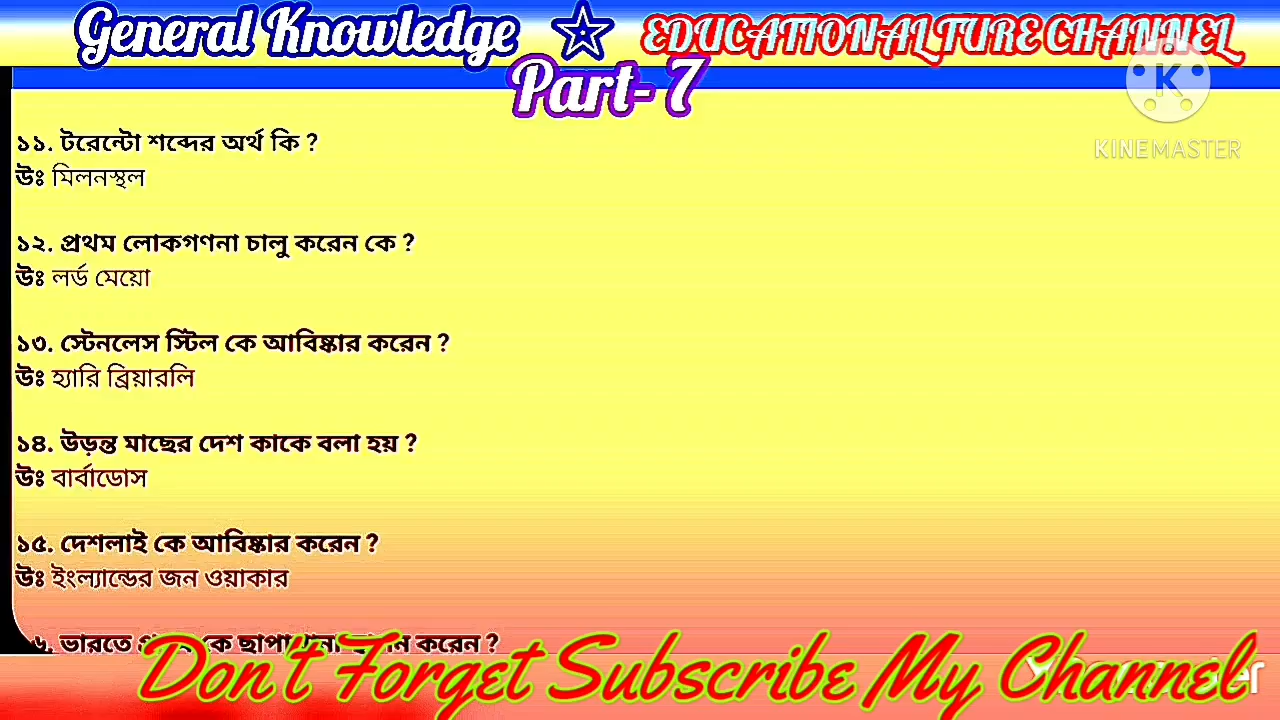 General Knowledge ☆ EDUCATIONAL TURE CHANNEL
Part- 7
KINEMASTER
১১. টরেন্টো শব্দের অর্থ কি ?
উঃ মিলনস্থল
১২. প্রথম লোকগণনা চালু করেন কে ?
উঃ লর্ড মেয়ো
১৩. স্টেনলেস স্টিল কে আবিষ্কার করেন ?
উঃ হ্যারি ব্রিয়ারলি
১৪. উড়ন্ত মাছের দেশ কাকে বলা হয় ?
উঃ বার্বাডোস
১৫. দেশলাই কে আবিষ্কার করেন ?
উঃ ইংল্যান্ডের জন ওয়াকার
৬. ভারতে কে করেন ?
Don't Forget Subscribe My Channel